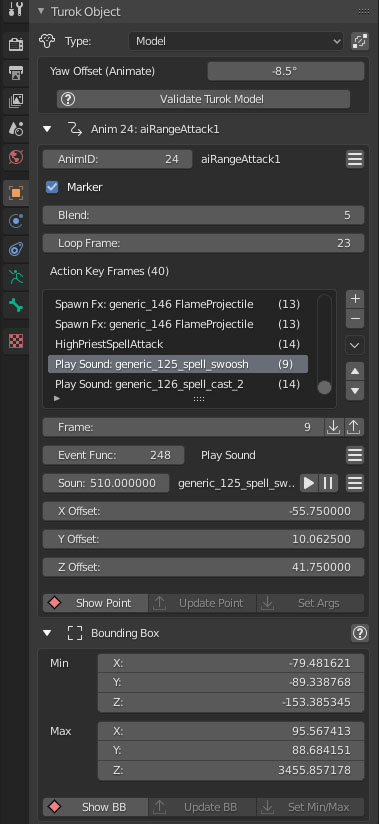 Turok Object
Type: Model
Yaw Offset (Animate) -8.5°
Validate Turok Model
Anim 24: aiRangeAttack1
AnimID: 24 aiRangeAttack1
Marker
Blend: 5
Loop Frame: 23
Action Key Frames (40)
Spawn Fx: generic_146 FlameProjectile (13)
Spawn Fx: generic_146 FlameProjectile (13)
HighPriestSpellAttack (14)
Play Sound: generic_125_spell_swoosh (9)
Play Sound: generic_126_spell_cast_2 (14)
Frame: 9
Event Func: 248 Play Sound
Soun: 510.000000 generic_125_spell_sw..
X Offset: -55.750000
Y Offset: 10.062500
Z Offset: 41.750000
Show Point Update Point Set Args
Bounding Box
Min X: -79.481621
Y: -89.338768
Z: -153.385345
Max X: 95.567413
Y: 88.684151
Z: 3455.857178
Show BB Update BB Set Min/Max